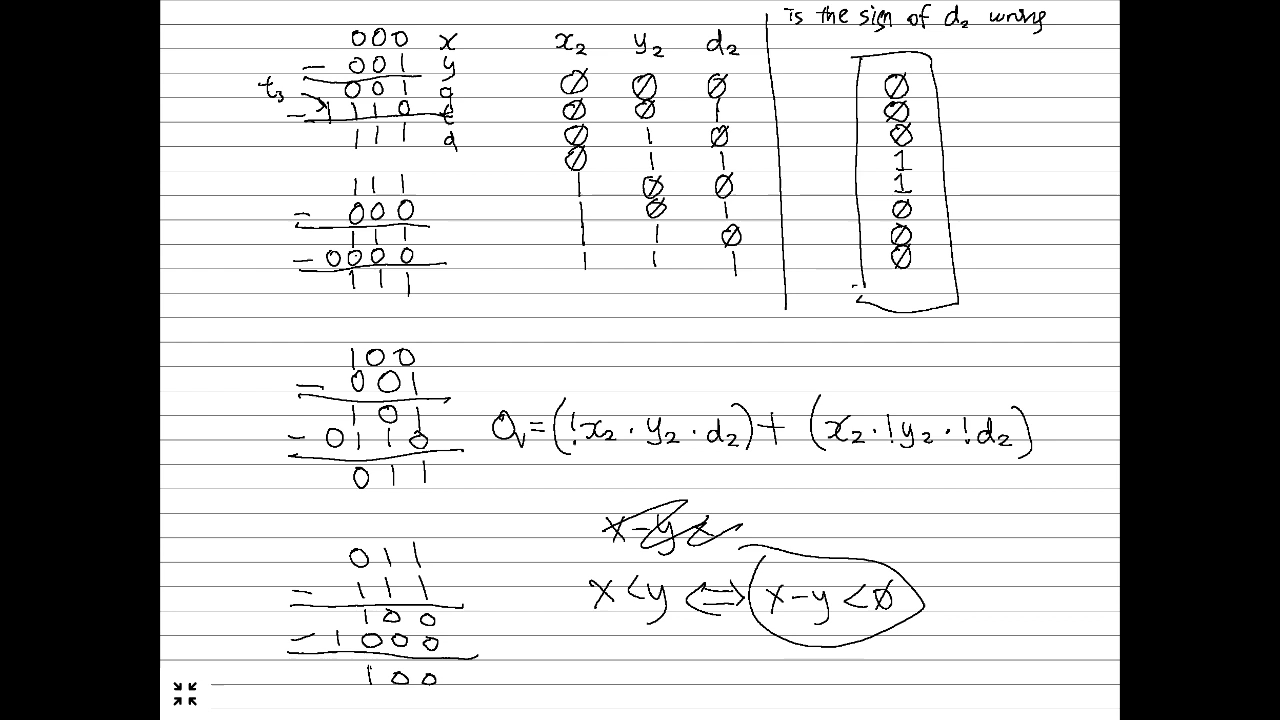 is the sign of d₂ wrong
000 x
- 001 y
001 a
t₃
- 1110 t
111 d
x₂ y₂ d₂
0 0 0 0
0 0 1 0
0 1 0 0
0 1 1 1
1 0 0 1
1 0 1 0
1 1 0 0
1 1 1 0
111
- 000
111
- 0000
111
100
- 001
101
- 0110
011
Ov = (!x₂ · y₂ · d₂) + (x₂ · !y₂ · !d₂)
x - y <
x < y ⟺ x - y < 0
011
- 111
100
- 1000
100